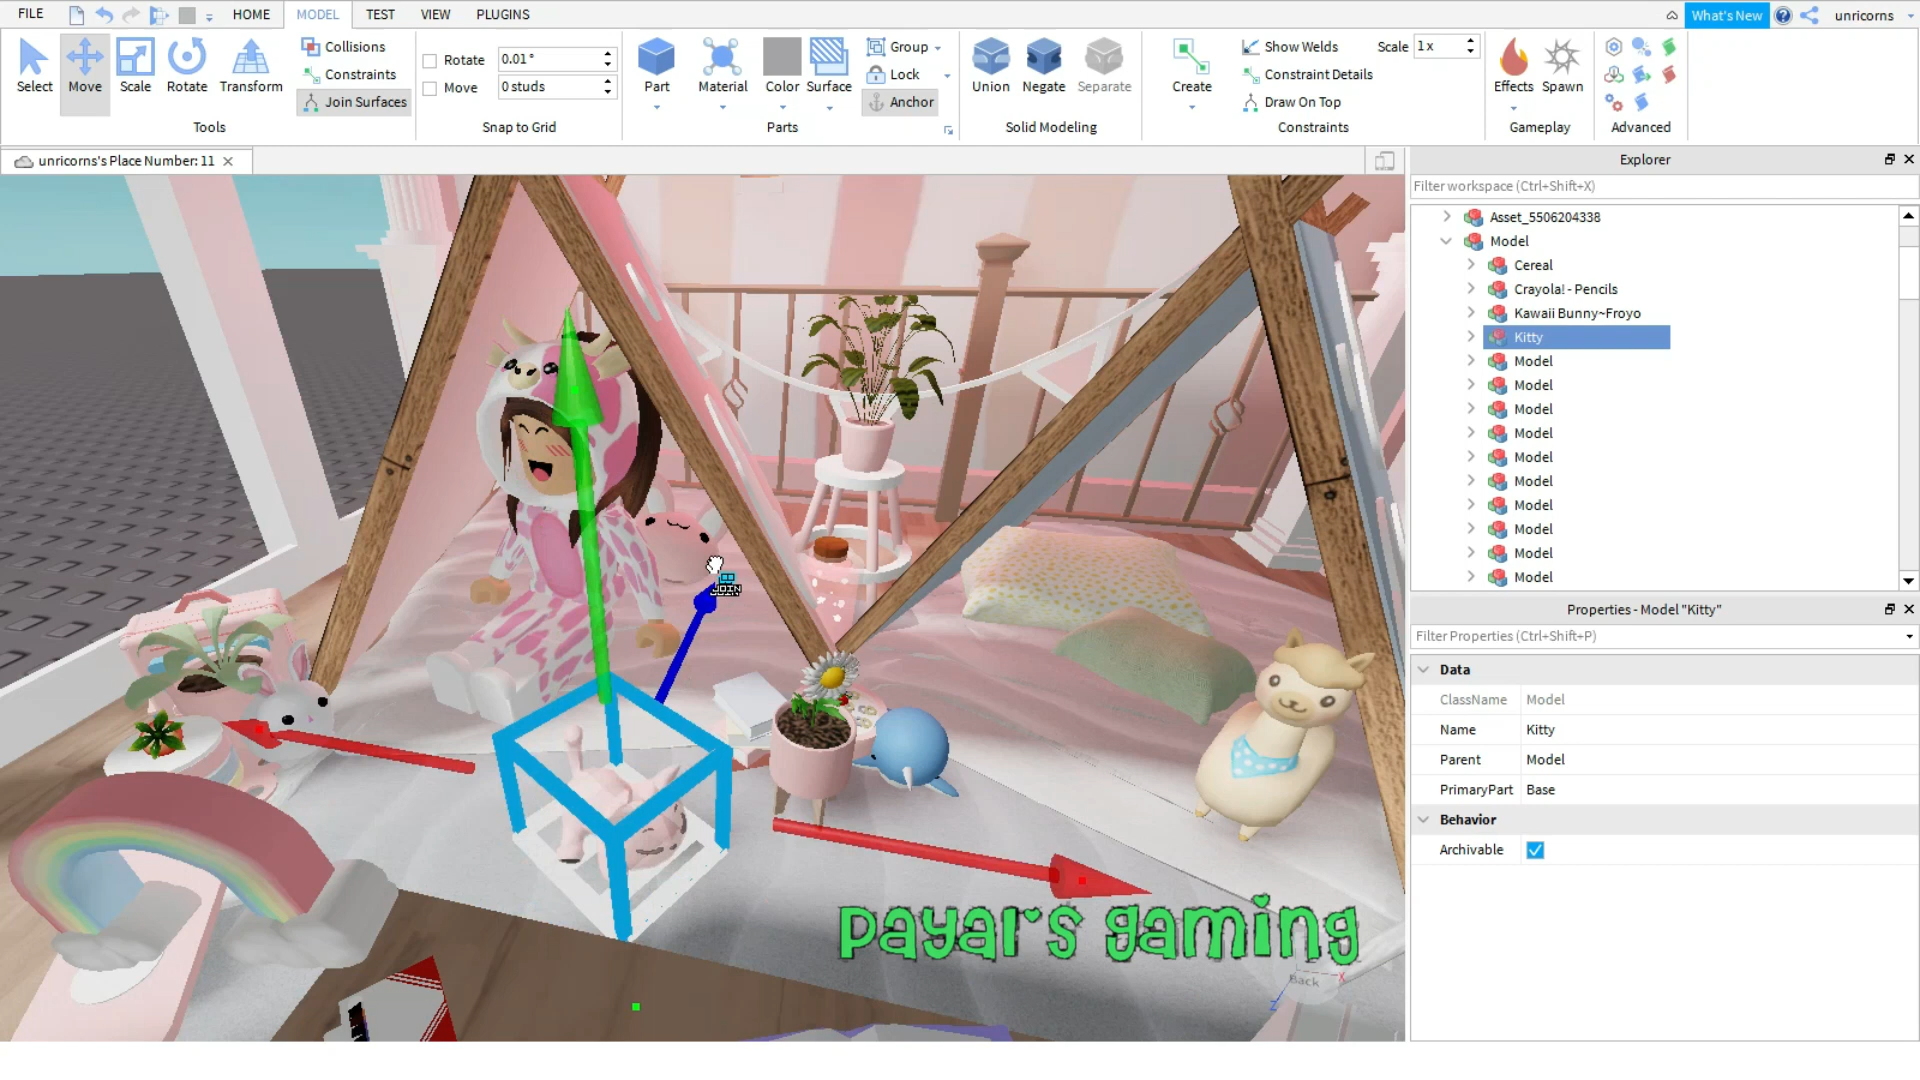 FILE HOME MODEL TEST VIEW PLUGINS What's New unricorns
Select Move Scale Rotate Transform
Collisions
Constraints
Join Surfaces
Tools
Rotate 0.01°
Move 0 studs
Snap to Grid
Part Material Color Surface
Group
Lock
Anchor
Parts
Union Negate Separate
Solid Modeling
Create
Show Welds Scale 1x
Constraint Details
Draw On Top
Constraints
Effects Spawn
Gameplay
Advanced
unricorns's Place Number: 11
Explorer
Filter workspace (Ctrl+Shift+X)
Asset_5506204338
Model
Cereal
Crayola! - Pencils
Kawaii Bunny~Froyo
Kitty
Model
Model
Model
Model
Model
Model
Model
Model
Model
Model
Properties - Model "Kitty"
Filter Properties (Ctrl+Shift+P)
Data
ClassName Model
Name Kitty
Parent Model
PrimaryPart Base
Behavior
Archivable
JOIN
payar's gaming
Back
X
Z